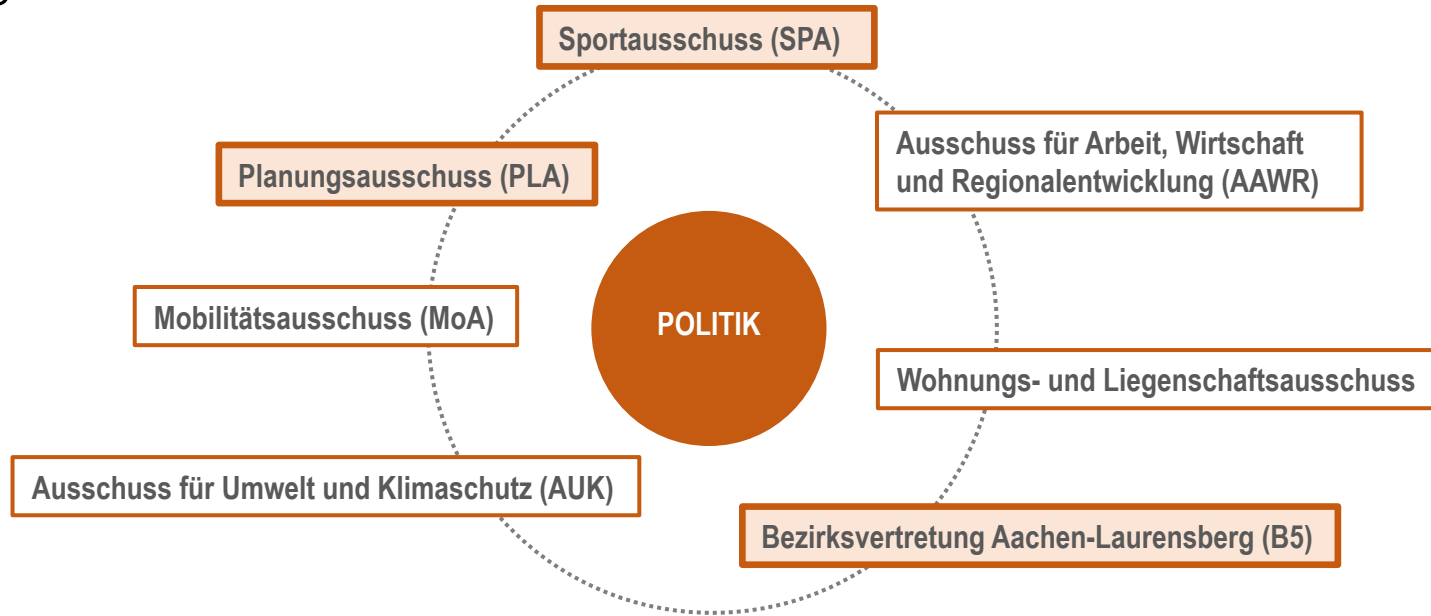 Sportausschuss (SPA)
Ausschuss für Arbeit, Wirtschaft
und Regionalentwicklung (AAWR)
Planungsausschuss (PLA)
Mobilitätsausschuss (MoA)
POLITIK
Wohnungs- und Liegenschaftsausschuss
Ausschuss für Umwelt und Klimaschutz (AUK)
Bezirksvertretung Aachen-Laurensberg (B5)